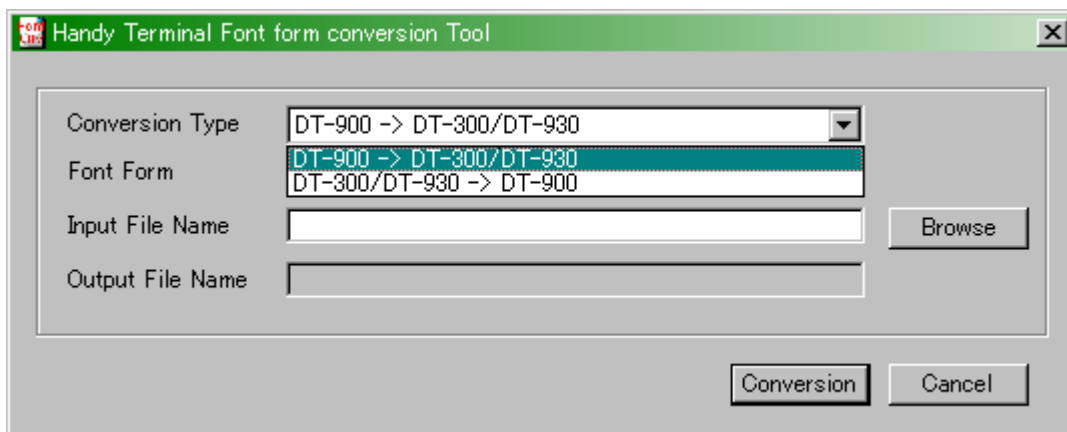 Handy Terminal Font form conversion Tool
Conversion Type
DT-900 -> DT-300/DT-930
DT-900 -> DT-300/DT-930
DT-300/DT-930 -> DT-900
Font Form
Input File Name
Browse
Output File Name
Conversion
Cancel